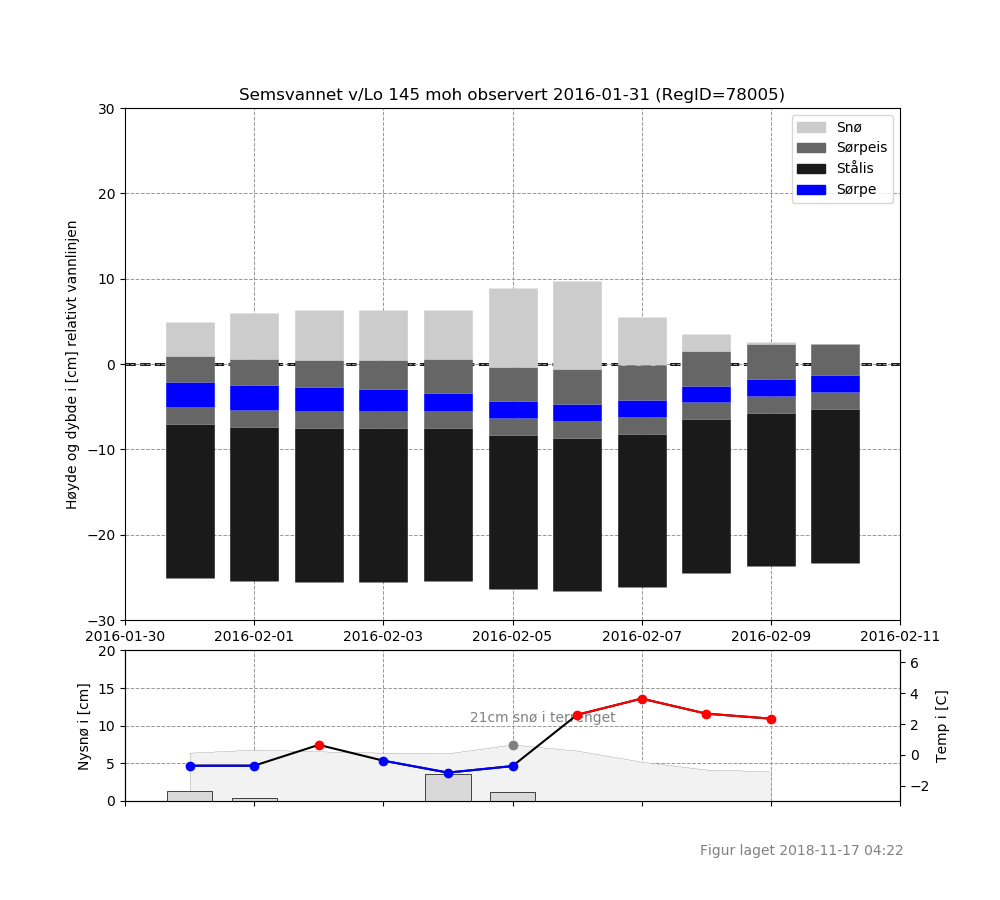 Semsvannet v/Lo 145 moh observert 2016-01-31 (RegID=78005)
30
20
10
0
−10
−20
−30
Høyde og dybde i [cm] relativt vannlinjen
Snø
Sørpeis
Stålis
Sørpe
2016-01-30 2016-02-01 2016-02-03 2016-02-05 2016-02-07 2016-02-09 2016-02-11
20
15
10
5
0
Nysnø i [cm]
21cm snø i terrenget
6
4
2
0
−2
Temp i [C]
Figur laget 2018-11-17 04:22